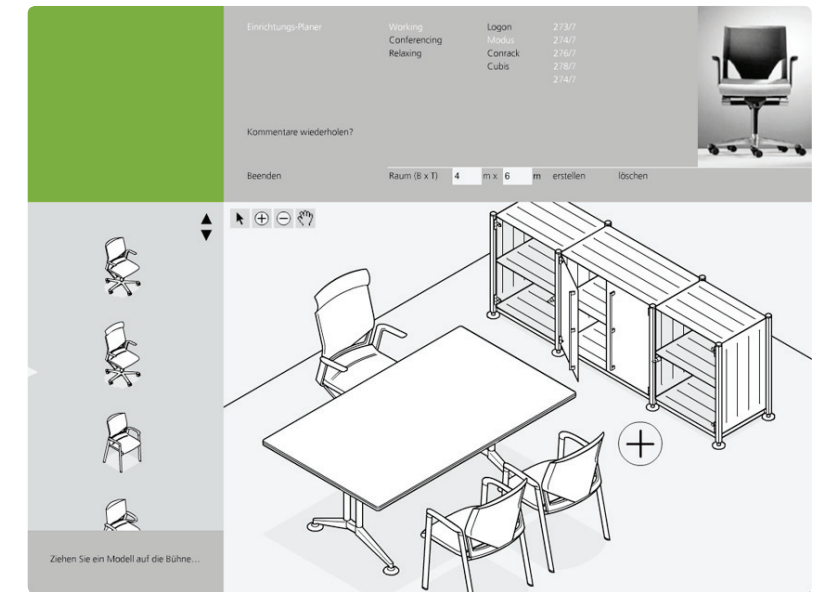 Einrichtungs-Planer
Working
Conferencing
Relaxing
Logon
Modus
Conrack
Cubis
273/7
274/7
276/7
278/7
274/7
Kommentare wiederholen?
Beenden
Raum (B x T) 4 m x 6 m erstellen löschen
Ziehen Sie ein Modell auf die Bühne...